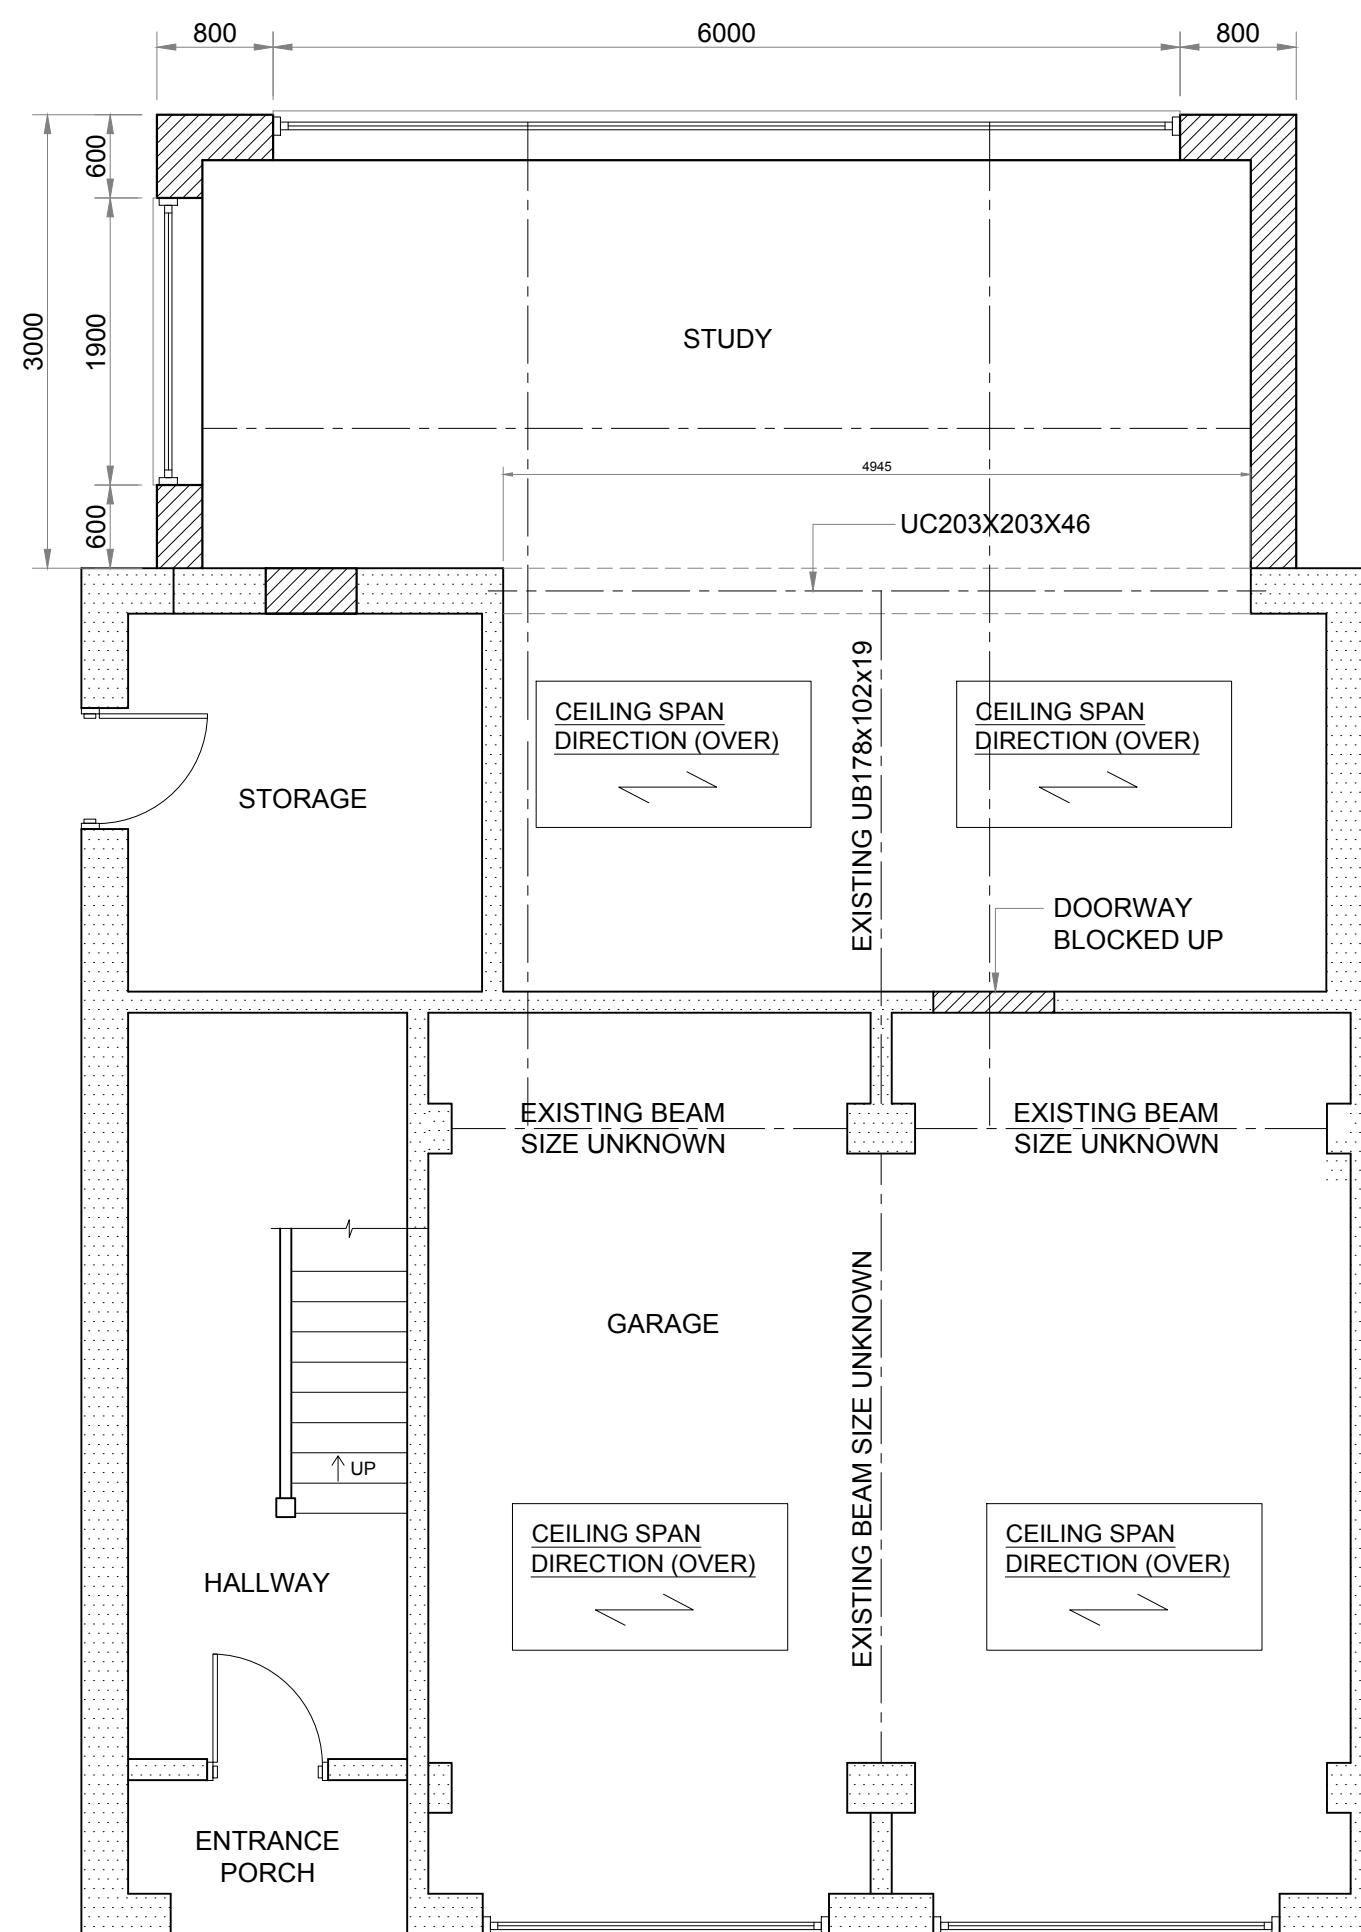 800
6000
800
600
3000
1900
600
STUDY
4945
UC203X203X46
EXISTING UB178x102x19
CEILING SPAN
DIRECTION (OVER)
CEILING SPAN
DIRECTION (OVER)
STORAGE
DOORWAY
BLOCKED UP
EXISTING BEAM
SIZE UNKNOWN
EXISTING BEAM
SIZE UNKNOWN
EXISTING BEAM SIZE UNKNOWN
GARAGE
UP
CEILING SPAN
DIRECTION (OVER)
CEILING SPAN
DIRECTION (OVER)
HALLWAY
ENTRANCE
PORCH